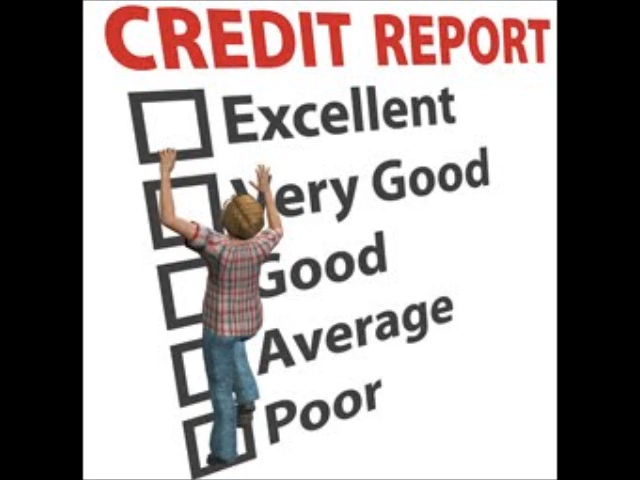 CREDIT REPORT
Excellent
Very Good
Good
Average
Poor